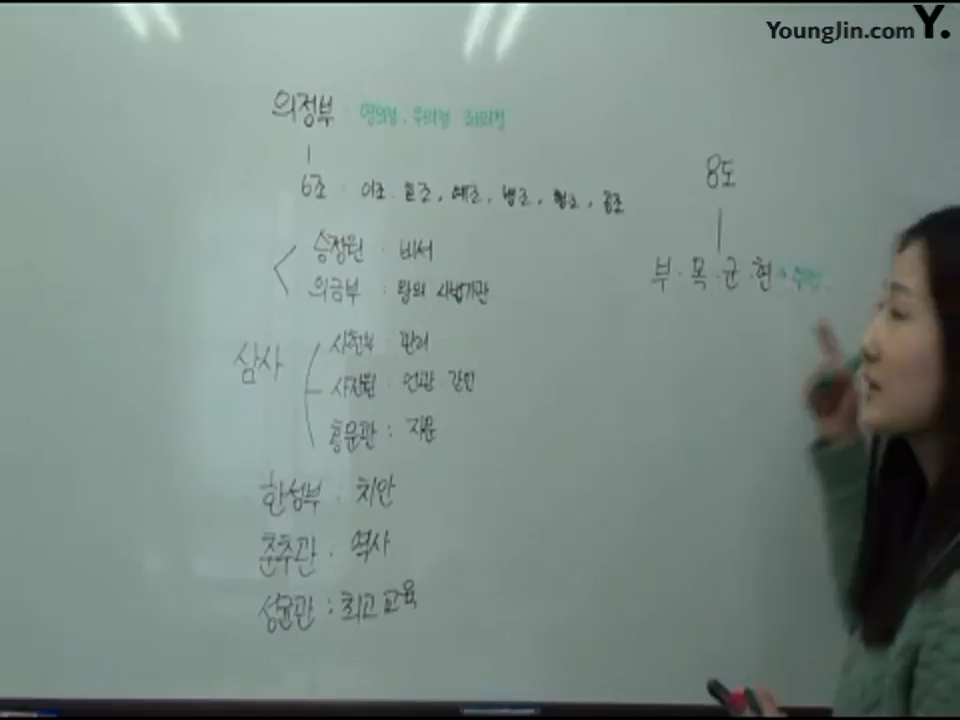 YoungJin.com Y.
의정부 : 영의정, 우의정 좌의정
6조 : 이조, 호조, 예조, 병조, 형조, 공조
승정원 : 비서
의금부 : 왕의 사법기관
삼사
사헌부 : 관리
사간원 : 언관 · 간언
홍문관 : 자문
한성부 : 치안
춘추관 : 역사
성균관 : 최고 교육
8도
부 · 목 · 군 · 현